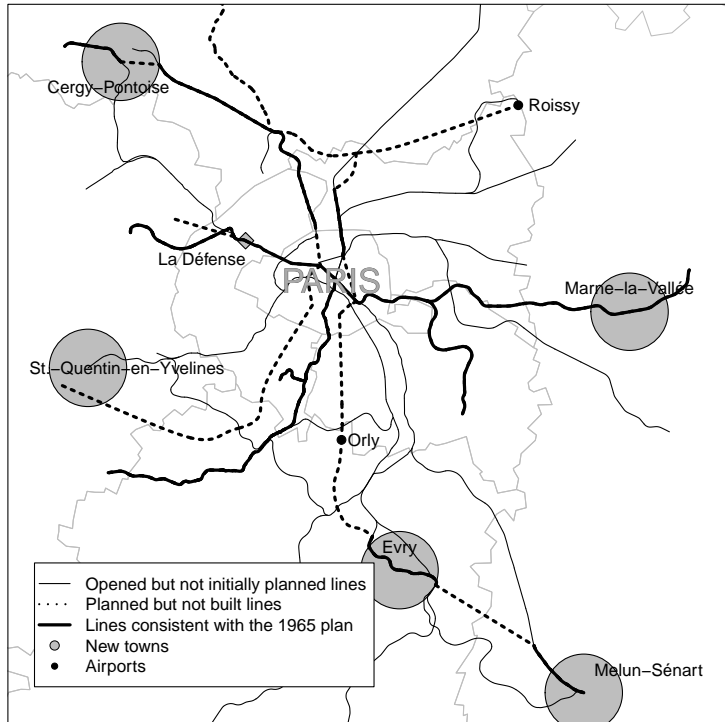 Cergy−Pontoise
Roissy
La Défense
PARIS
Marne−la−Vallée
St.−Quentin−en−Yvelines
Orly
Evry
Opened but not initially planned lines
Planned but not built lines
Lines consistent with the 1965 plan
New towns
Airports
Melun−Sénart